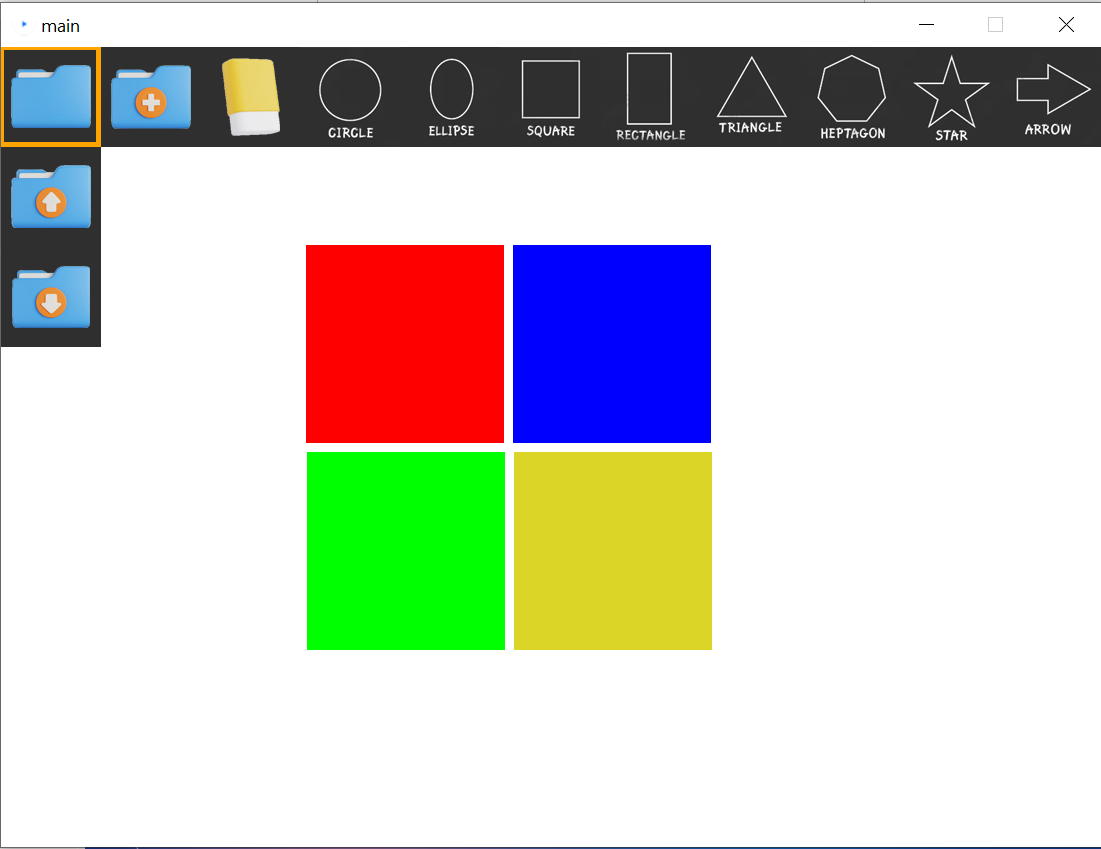 main
CIRCLE
ELLIPSE
SQUARE
RECTANGLE
TRIANGLE
HEPTAGON
STAR
ARROW